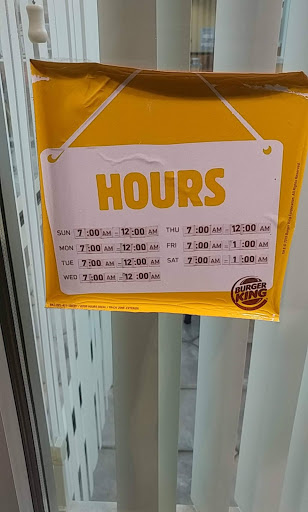 HOURS
SUN 7:00 AM - 12:00 AM
MON 7:00 AM - 12:00 AM
TUE 7:00 AM - 12:00 AM
WED 7:00 AM - 12:00 AM
THU 7:00 AM - 12:00 AM
FRI 7:00 AM - 1:00 AM
SAT 7:00 AM - 1:00 AM
BURGER
KING